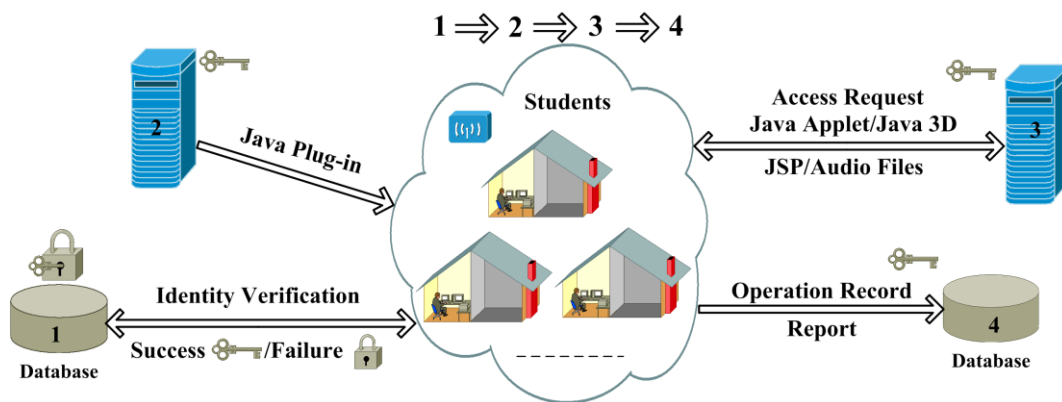 1 2 3 4
Students
2
Java Plug-in
Access Request
Java Applet/Java 3D
JSP/Audio Files
3
1
Database
Identity Verification
Success /Failure
Operation Record
Report
4
Database